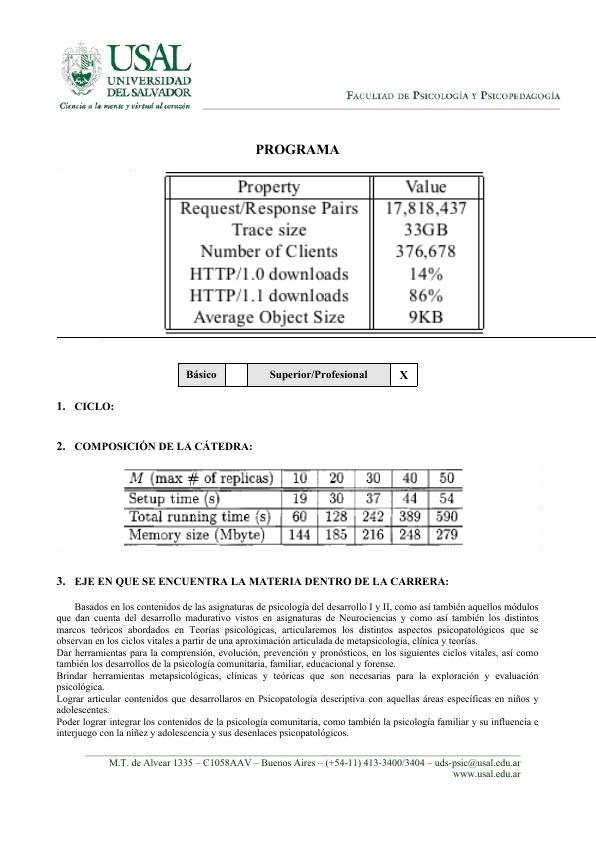 USAL
UNIVERSIDAD
DEL SALVADOR
Ciencia a la mente y virtud al corazón
FACULTAD DE PSICOLOGÍA Y PSICOPEDAGOGÍA
PROGRAMA
Property Value
Request/Response Pairs 17,818,437
Trace size 33GB
Number of Clients 376,678
HTTP/1.0 downloads 14%
HTTP/1.1 downloads 86%
Average Object Size 9KB
Básico Superior/Profesional X
1. CICLO:
2. COMPOSICIÓN DE LA CÁTEDRA:
M (max # of replicas) 10 20 30 40 50
Setup time (s) 19 30 37 44 54
Total running time (s) 60 128 242 389 590
Memory size (Mbyte) 144 185 216 248 279
3. EJE EN QUE SE ENCUENTRA LA MATERIA DENTRO DE LA CARRERA:
Basados en los contenidos de las asignaturas de psicología del desarrollo I y II, como así también aquellos módulos
que dan cuenta del desarrollo madurativo vistos en asignaturas de Neurociencias y como así también los distintos
marcos teóricos abordados en Teorías psicológicas, articularemos los distintos aspectos psicopatológicos que se
observan en los ciclos vitales a partir de una aproximación articulada de metapsicología, clínica y teorías.
Dar herramientas para la comprensión, evolución, prevención y pronósticos, en los siguientes ciclos vitales, así como
también los desarrollos de la psicología comunitaria, familiar, educacional y forense.
Brindar herramientas metapsicológicas, clínicas y teóricas que son necesarias para la exploración y evaluación
psicológica.
Lograr articular contenidos que desarrollaros en Psicopatología descriptiva con aquellas áreas específicas en niños y
adolescentes.
Poder lograr integrar los contenidos de la psicología comunitaria, como también la psicología familiar y su influencia e
interjuego con la niñez y adolescencia y sus desenlaces psicopatológicos.
M.T. de Alvear 1335 – C1058AAV – Buenos Aires – (+54-11) 413-3400/3404 – uds-psic@usal.edu.ar
www.usal.edu.ar